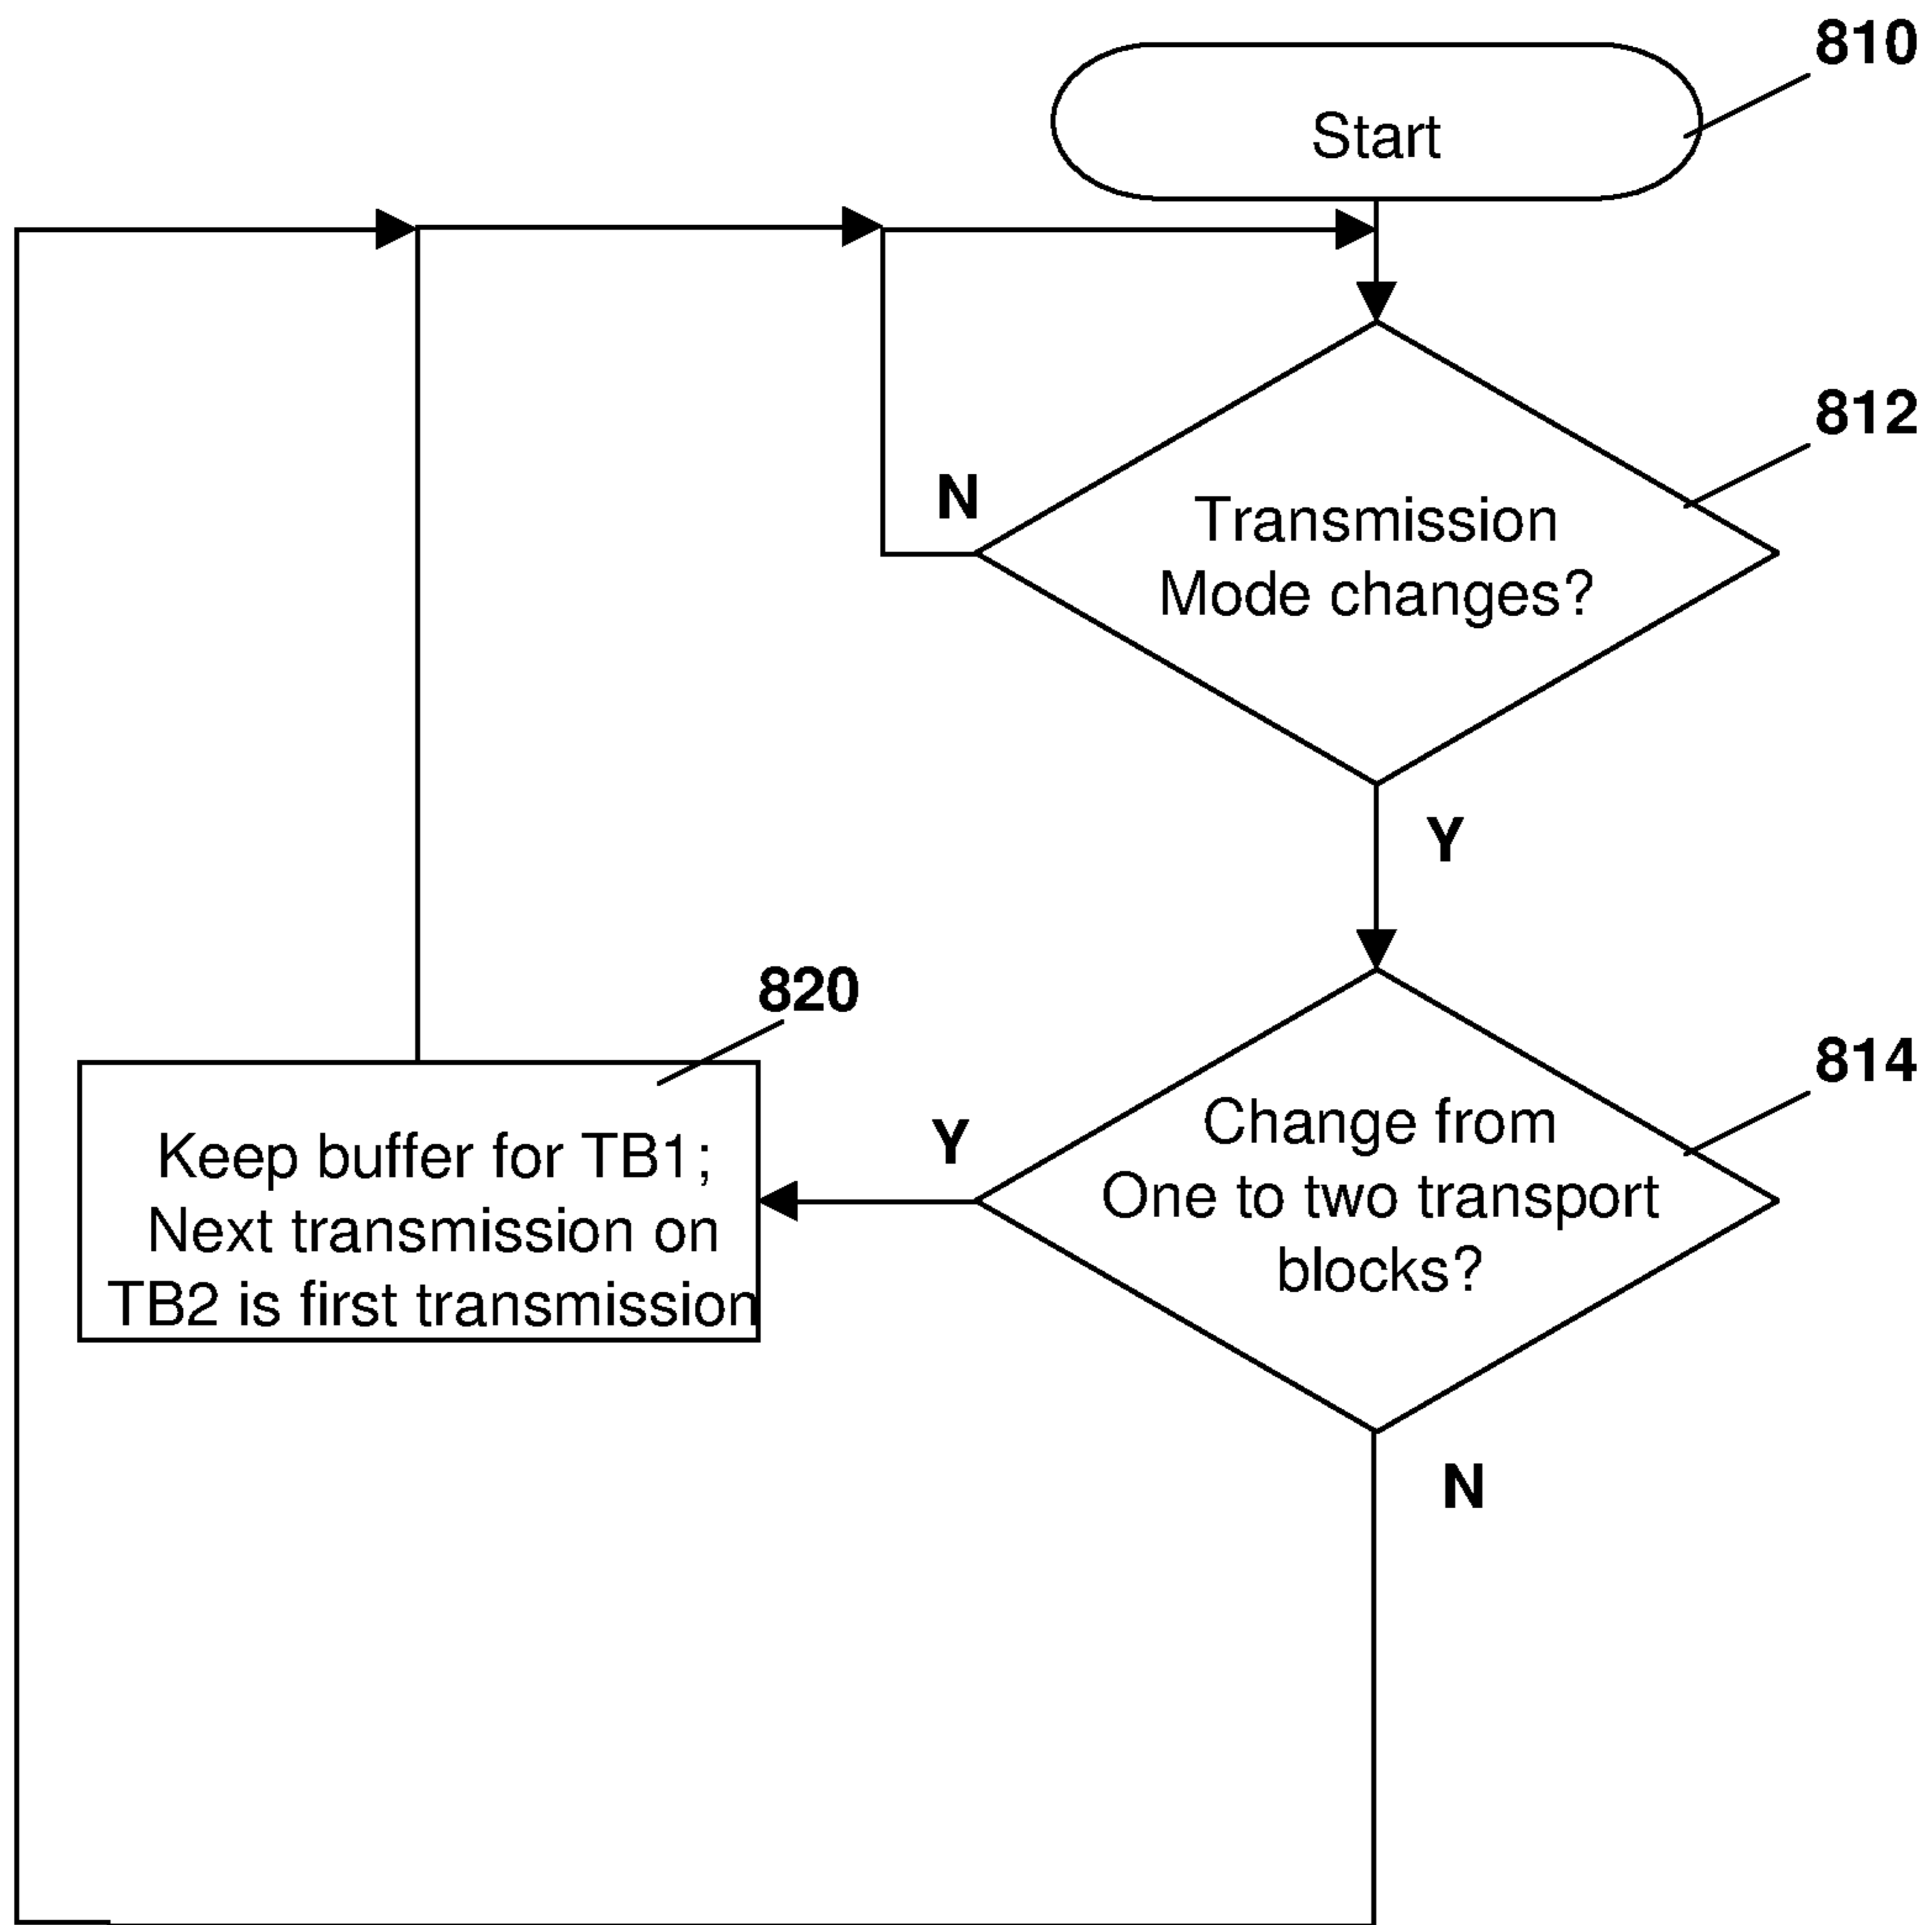 810
Start
812
N
Transmission
Mode changes?
Y
820
814
Keep buffer for TB1;
Next transmission on
TB2 is first transmission
Y
Change from
One to two transport
blocks?
N